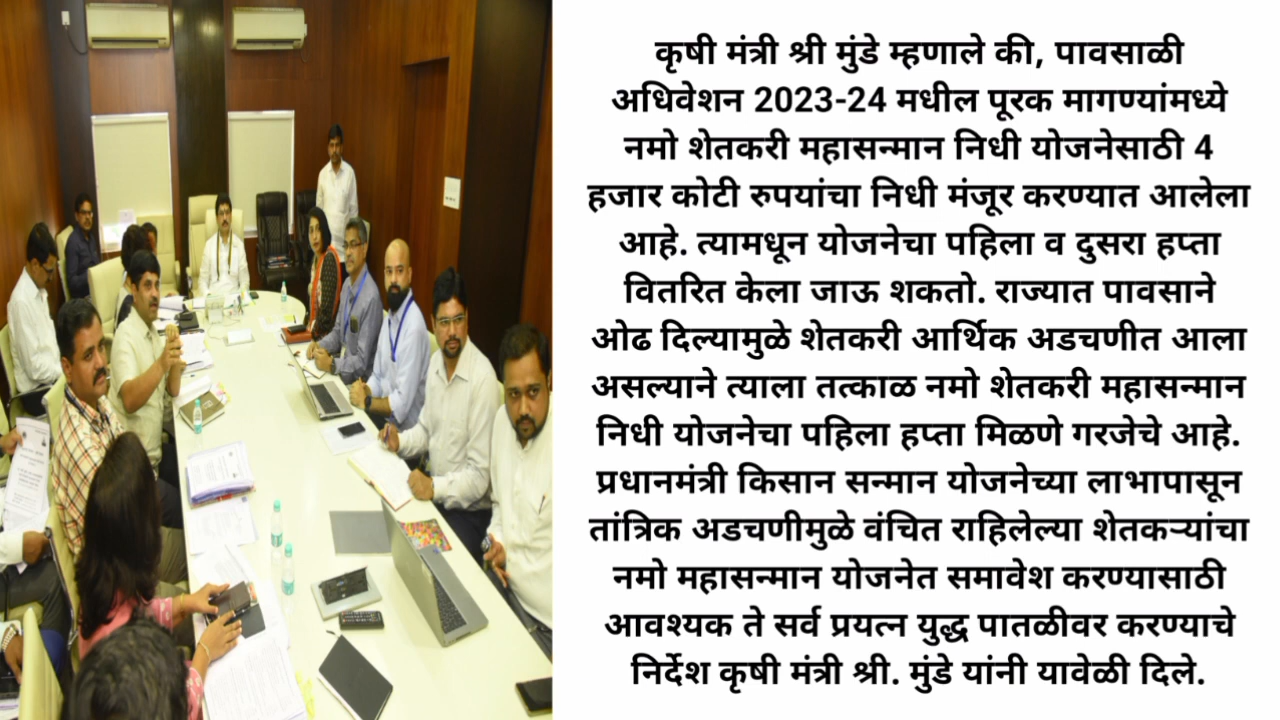 कृषी मंत्री श्री मुंडे म्हणाले की, पावसाळी
अधिवेशन 2023-24 मधील पूरक मागण्यांमध्ये
नमो शेतकरी महासन्मान निधी योजनेसाठी 4
हजार कोटी रुपयांचा निधी मंजूर करण्यात आलेला
आहे. त्यामधून योजनेचा पहिला व दुसरा हप्ता
वितरित केला जाऊ शकतो. राज्यात पावसाने
ओढ दिल्यामुळे शेतकरी आर्थिक अडचणीत आला
असल्याने त्याला तत्काळ नमो शेतकरी महासन्मान
निधी योजनेचा पहिला हप्ता मिळणे गरजेचे आहे.
प्रधानमंत्री किसान सन्मान योजनेच्या लाभापासून
तांत्रिक अडचणीमुळे वंचित राहिलेल्या शेतकऱ्यांचा
नमो महासन्मान योजनेत समावेश करण्यासाठी
आवश्यक ते सर्व प्रयत्न युद्ध पातळीवर करण्याचे
निर्देश कृषी मंत्री श्री. मुंडे यांनी यावेळी दिले.